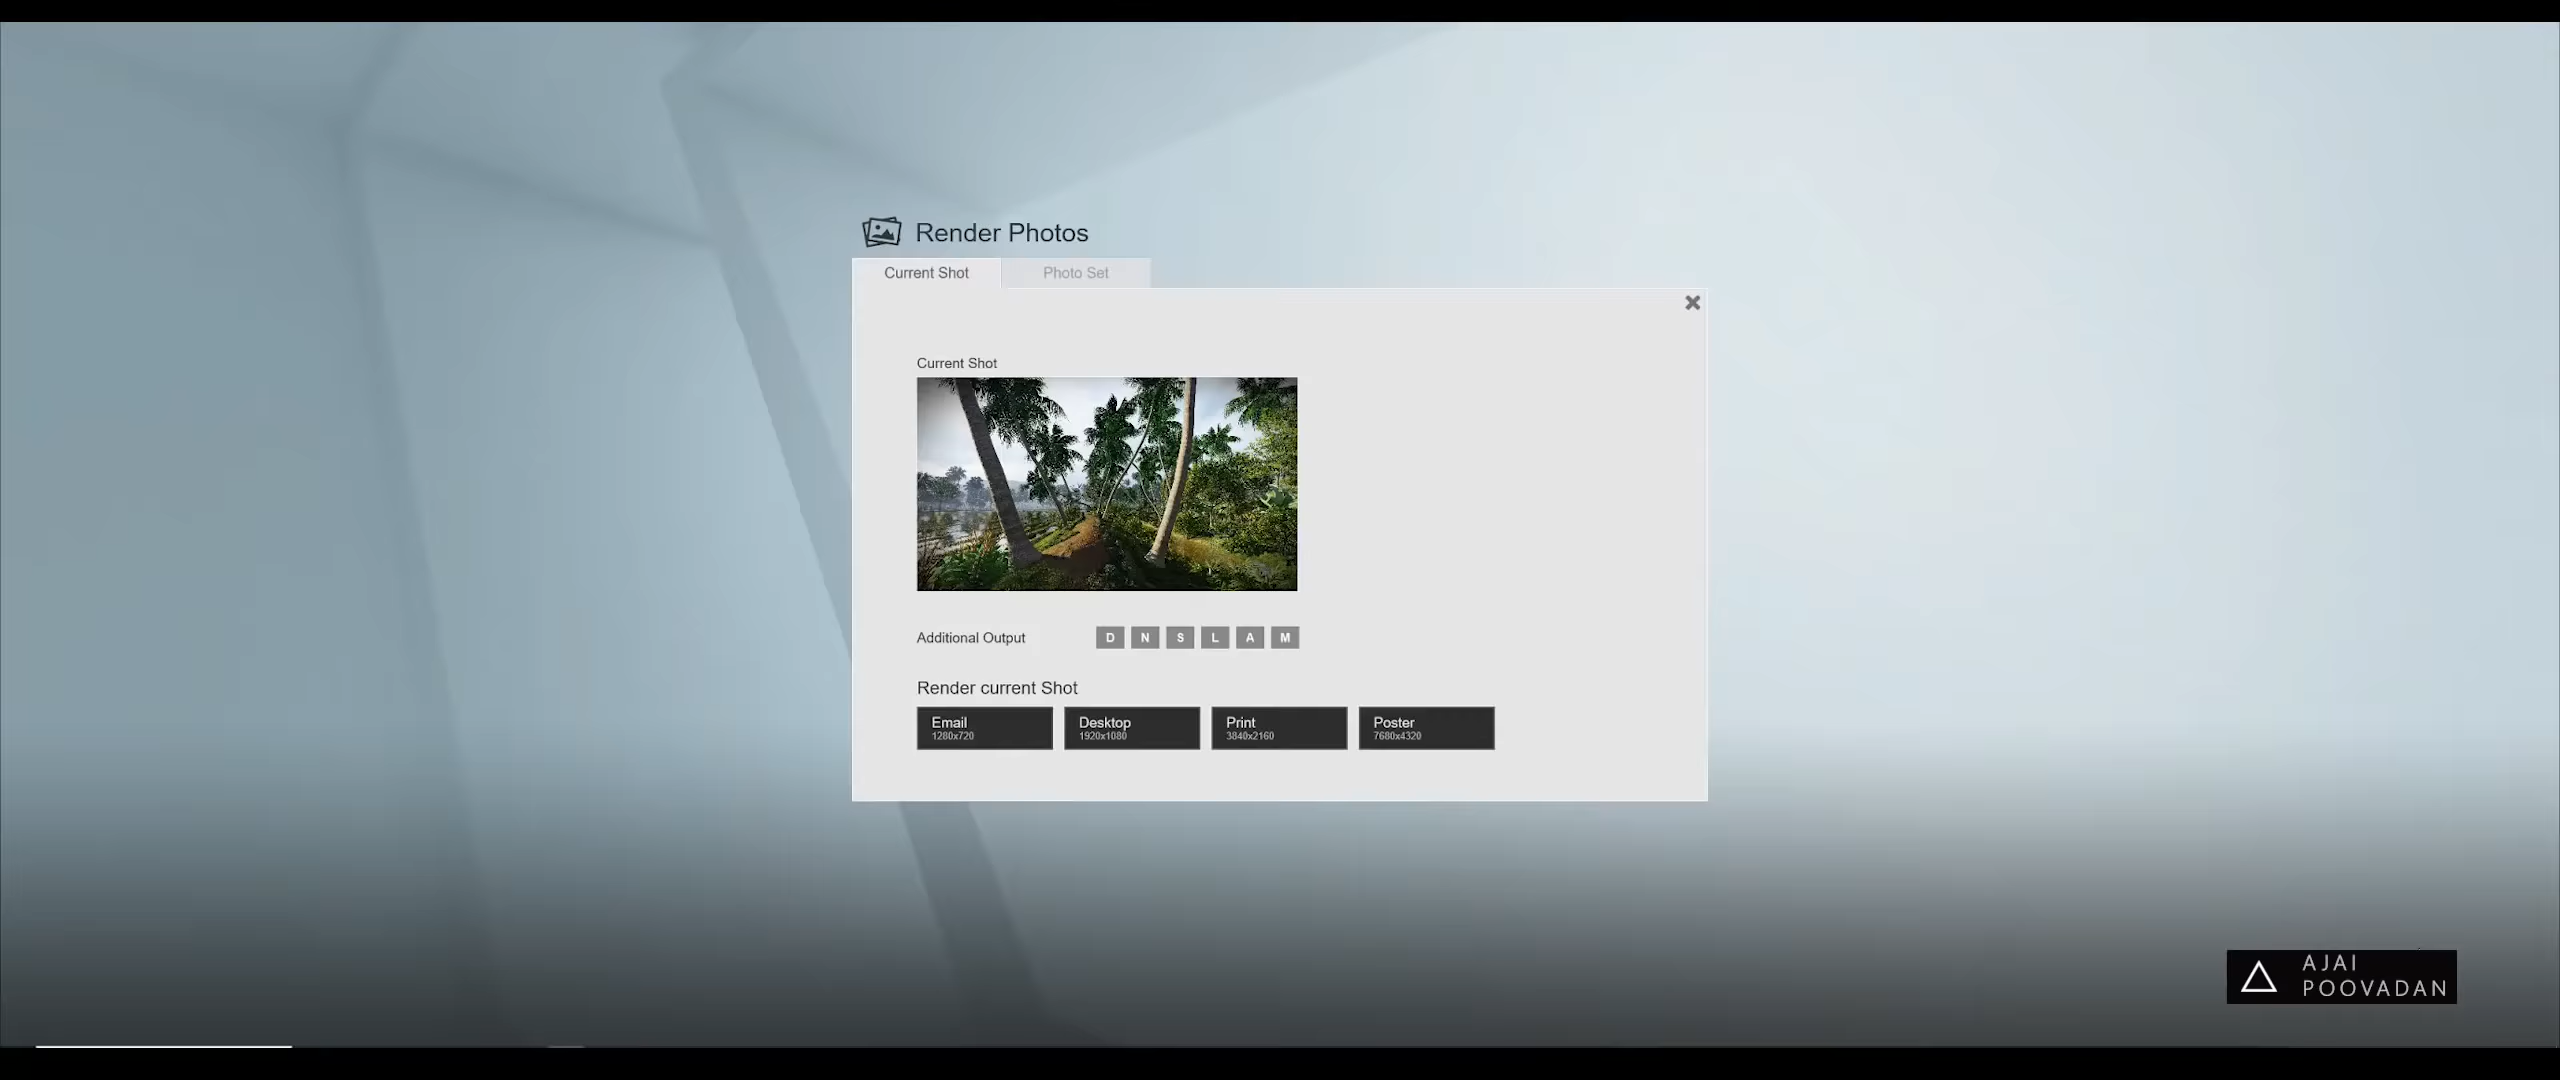 Render Photos
Current Shot
Photo Set
Current Shot
Additional Output
D N S L A M
Render current Shot
Email
1280x720
Desktop
1920x1080
Print
3840x2160
Poster
7680x4320
AJAI
POOVADAN